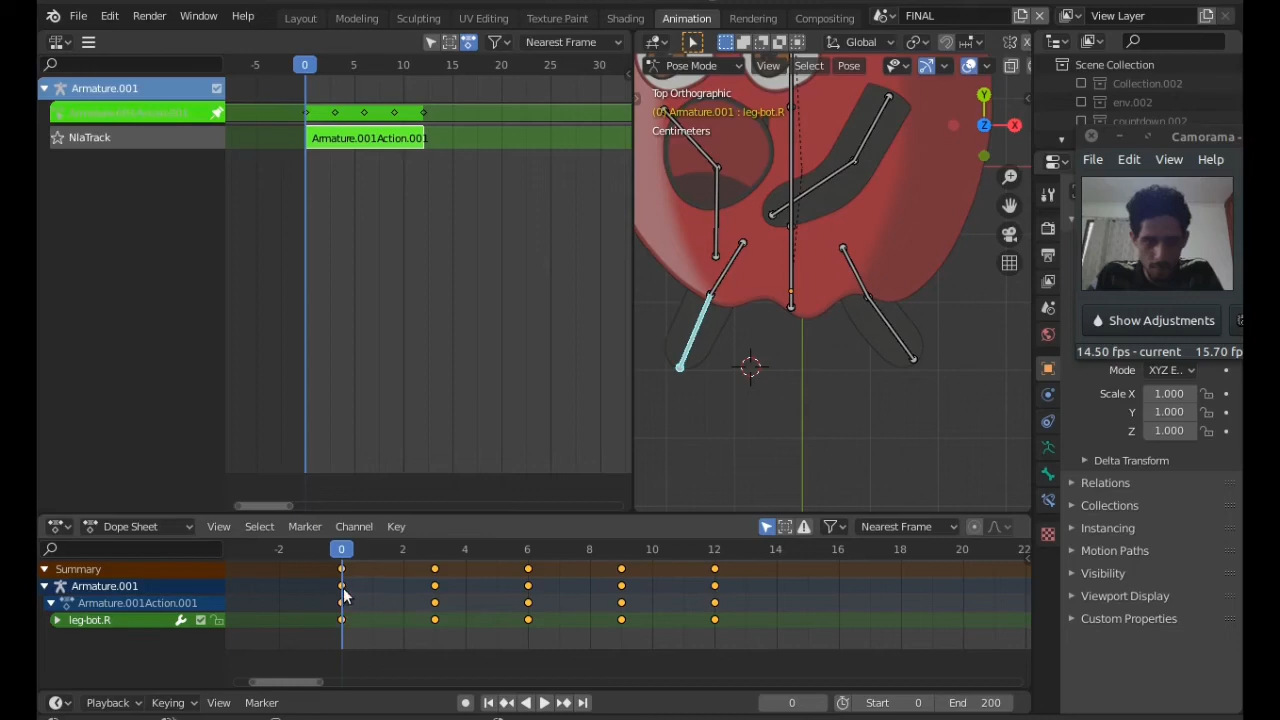 File Edit Render Window Help Layout Modeling Sculpting UV Editing Texture Paint Shading Animation Rendering Compositing FINAL View Layer
Nearest Frame Global
-5 0 5 10 15 20 25 30
Pose Mode View Select Pose
Scene Collection
Collection.002
env.002
countdown.002
Armature.001
NlaTrack Armature.001Action.001
Top Orthographic
(0) Armature.001 : leg-bot.R
Centimeters
Y
Z X
Camorama -
File Edit View Help
Show Adjustments
14.50 fps - current 15.70 fp
Mode XYZ E..
Scale X 1.000
Y 1.000
Z 1.000
Delta Transform
Relations
Collections
Instancing
Motion Paths
Visibility
Viewport Display
Custom Properties
Dope Sheet View Select Marker Channel Key Nearest Frame
-2 0 2 4 6 8 10 12 14 16 18 20 22
Summary
Armature.001
Armature.001Action.001
leg-bot.R
Playback Keying View Marker 0 Start 0 End 200